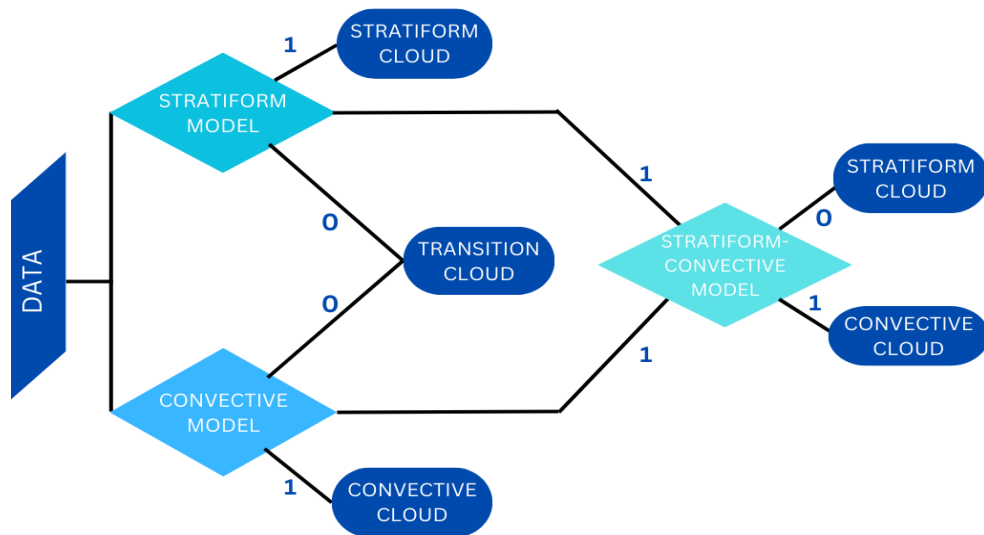 DATA
STRATIFORM
MODEL
1
STRATIFORM
CLOUD
0
TRANSITION
CLOUD
0
CONVECTIVE
MODEL
1
CONVECTIVE
CLOUD
1
1
STRATIFORM-
CONVECTIVE
MODEL
0
STRATIFORM
CLOUD
1
CONVECTIVE
CLOUD